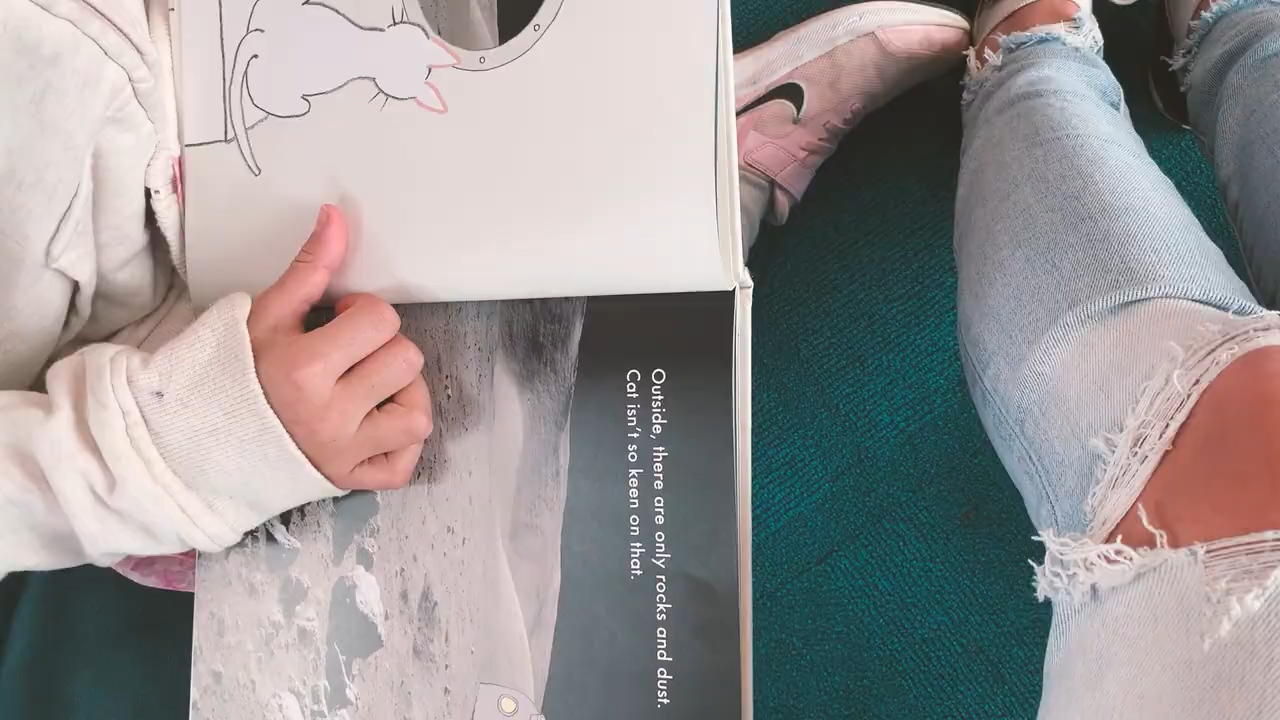 Outside, there are only rocks and dust.
Cat isn't so keen on that.